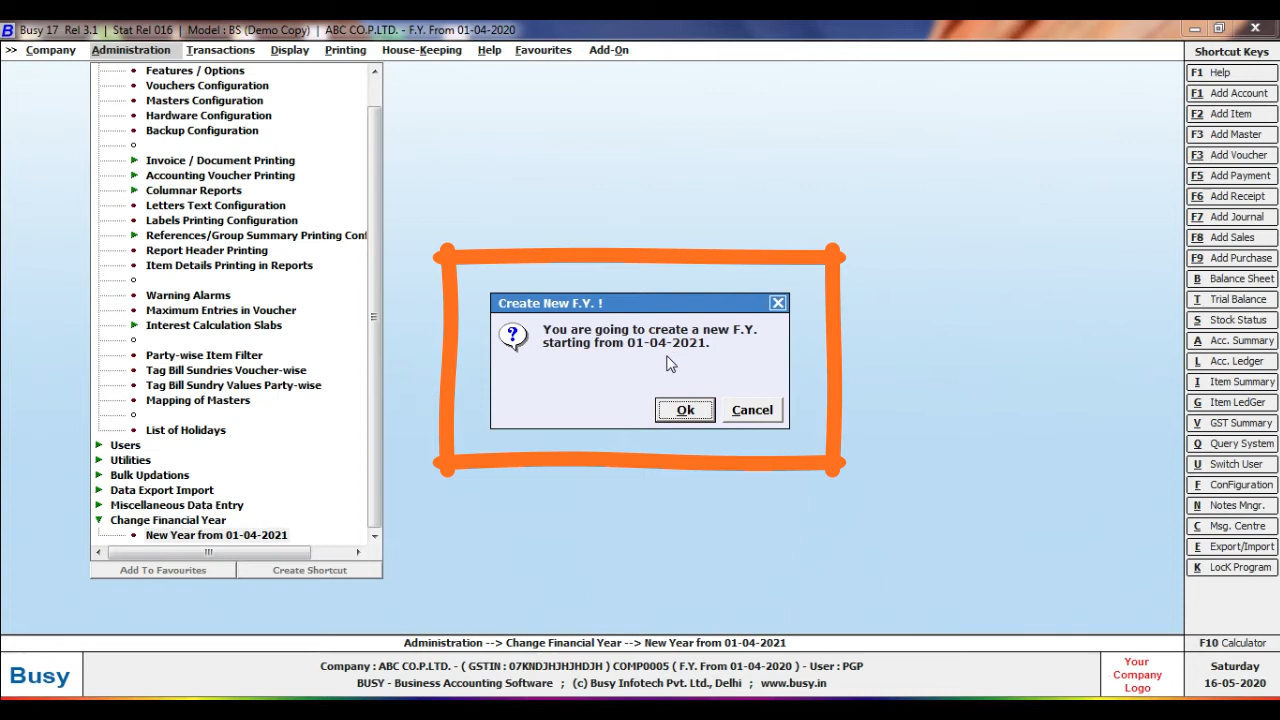 Busy 17 Rel 3.1 | Stat Rel 016 | Model : BS (Demo Copy) | ABC CO.P.LTD. - F.Y. From 01-04-2020
>> Company Administration Transactions Display Printing House-Keeping Help Favourites Add-On
Features / Options
Vouchers Configuration
Masters Configuration
Hardware Configuration
Backup Configuration
Invoice / Document Printing
Accounting Voucher Printing
Columnar Reports
Letters Text Configuration
Labels Printing Configuration
References/Group Summary Printing Con
Report Header Printing
Item Details Printing in Reports
Warning Alarms
Maximum Entries in Voucher
Interest Calculation Slabs
Party-wise Item Filter
Tag Bill Sundries Voucher-wise
Tag Bill Sundry Values Party-wise
Mapping of Masters
List of Holidays
Users
Utilities
Bulk Updations
Data Export Import
Miscellaneous Data Entry
Change Financial Year
New Year from 01-04-2021
Add To Favourites Create Shortcut
Create New F.Y. !
You are going to create a new F.Y.
starting from 01-04-2021.
Ok Cancel
Shortcut Keys
F1 Help
F1 Add Account
F2 Add Item
F3 Add Master
F3 Add Voucher
F5 Add Payment
F6 Add Receipt
F7 Add Journal
F8 Add Sales
F9 Add Purchase
B Balance Sheet
T Trial Balance
S Stock Status
A Acc. Summary
L Acc. Ledger
I Item Summary
G Item LedGer
V GST Summary
Q Query System
U Switch User
F ConFiguration
N Notes Mngr.
C Msg. Centre
E Export/Import
K LocK Program
Administration --> Change Financial Year --> New Year from 01-04-2021
F10 Calculator
Busy
Company : ABC CO.P.LTD. - ( GSTIN : 07KNDJHJHJHDJH ) COMP0005 ( F.Y. From 01-04-2020 ) - User : PGP
BUSY - Business Accounting Software ; (c) Busy Infotech Pvt. Ltd., Delhi ; www.busy.in
Your
Company
Logo
Saturday
16-05-2020